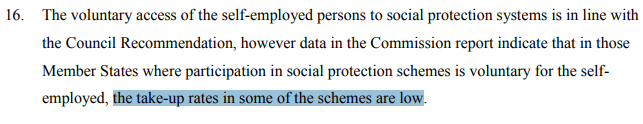 16. The voluntary access of the self-employed persons to social protection systems is in line with
the Council Recommendation, however data in the Commission report indicate that in those
Member States where participation in social protection schemes is voluntary for the self-
employed, the take-up rates in some of the schemes are low.